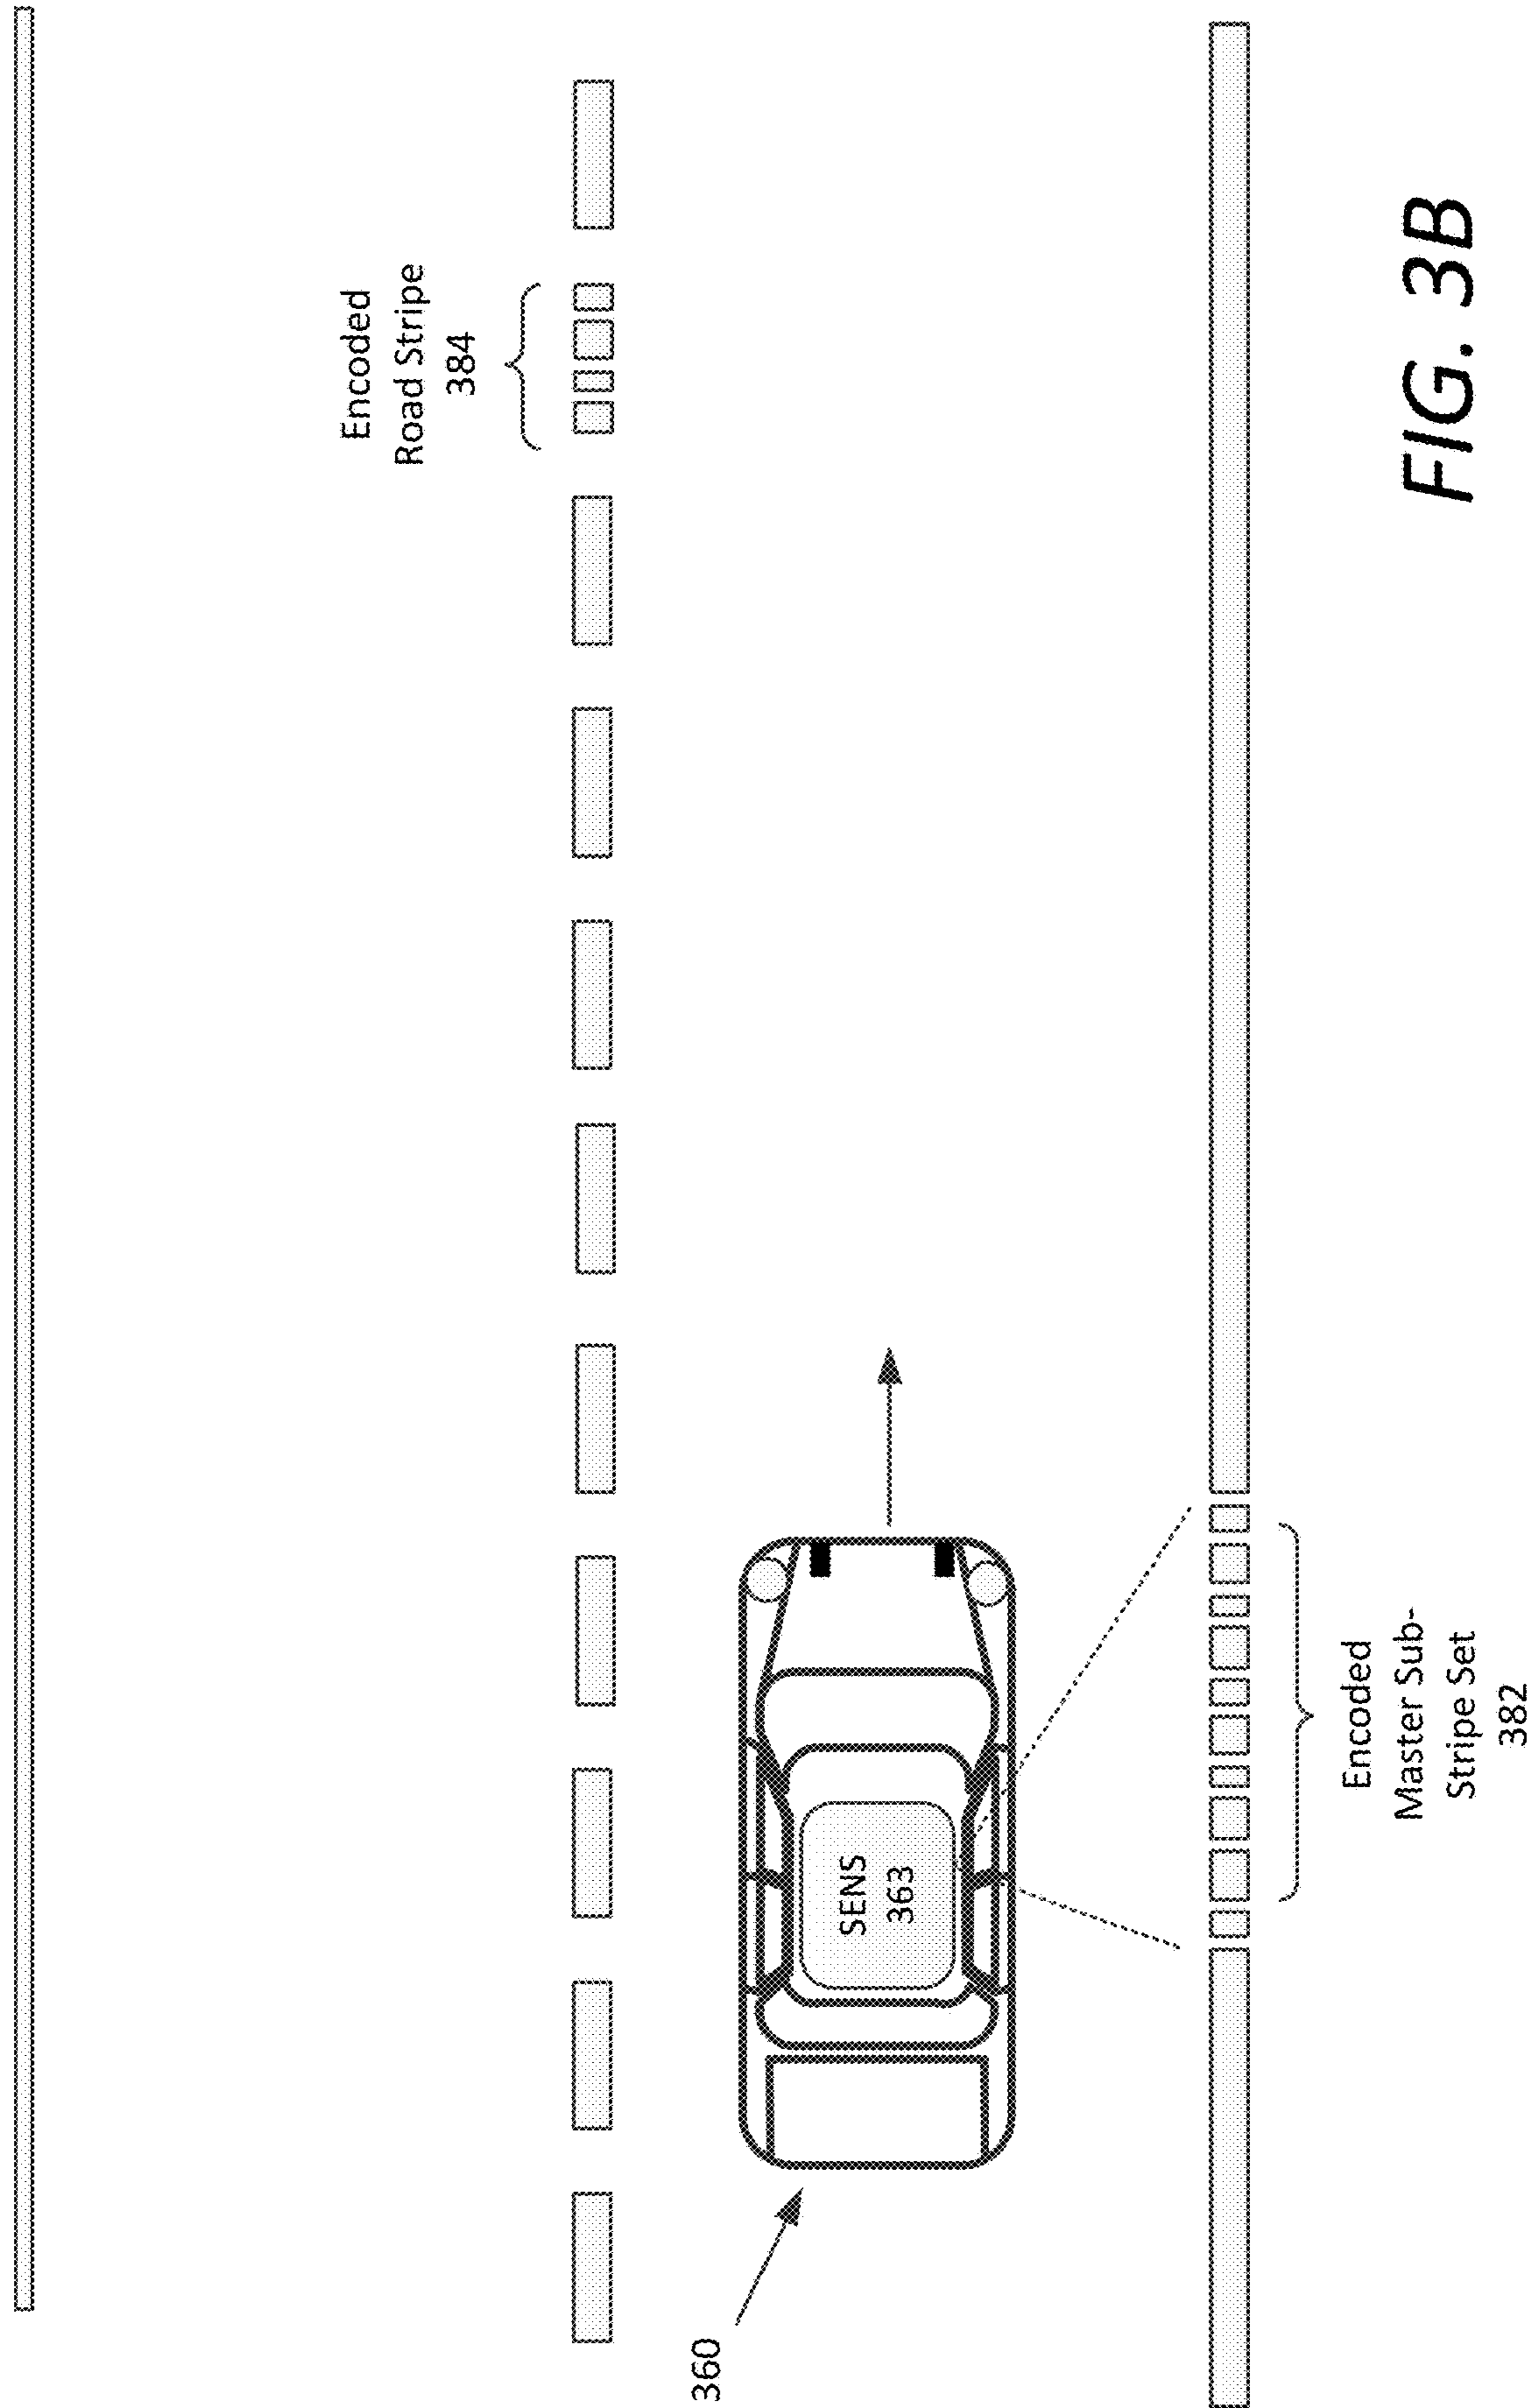 Encoded
Road Stripe
384
SENS
363
360
Encoded
Master Sub-
Stripe Set
382
FIG. 3B